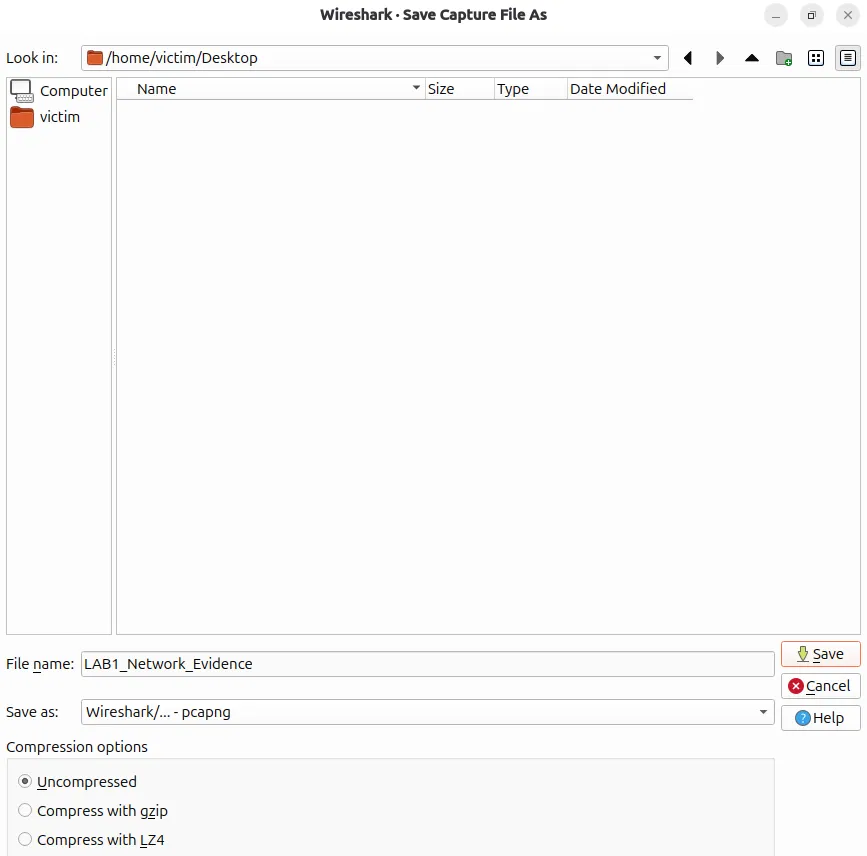 Wireshark · Save Capture File As
Look in: /home/victim/Desktop
Computer
victim
Name Size Type Date Modified
File name: LAB1_Network_Evidence
Save
Cancel
Save as: Wireshark/... - pcapng
Help
Compression options
Uncompressed
Compress with gzip
Compress with LZ4